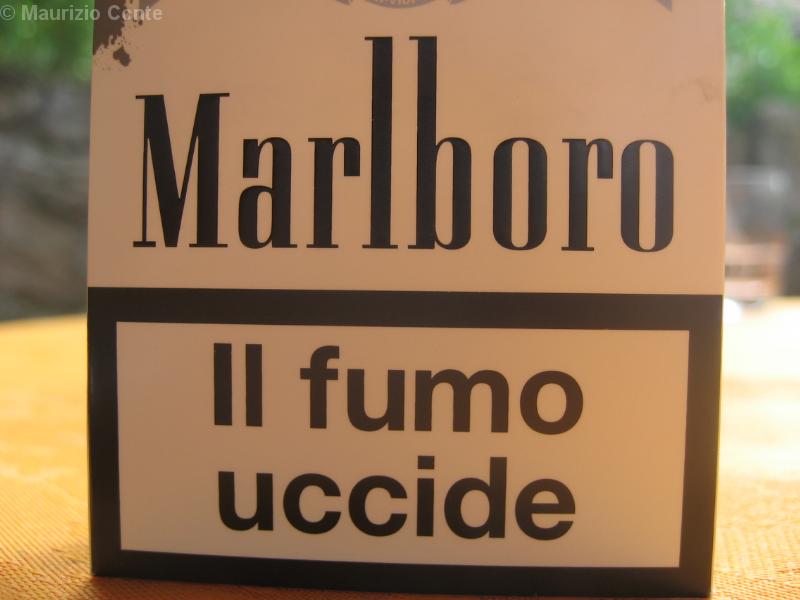 © Maurizio Conte
Marlboro
Il fumo
uccide